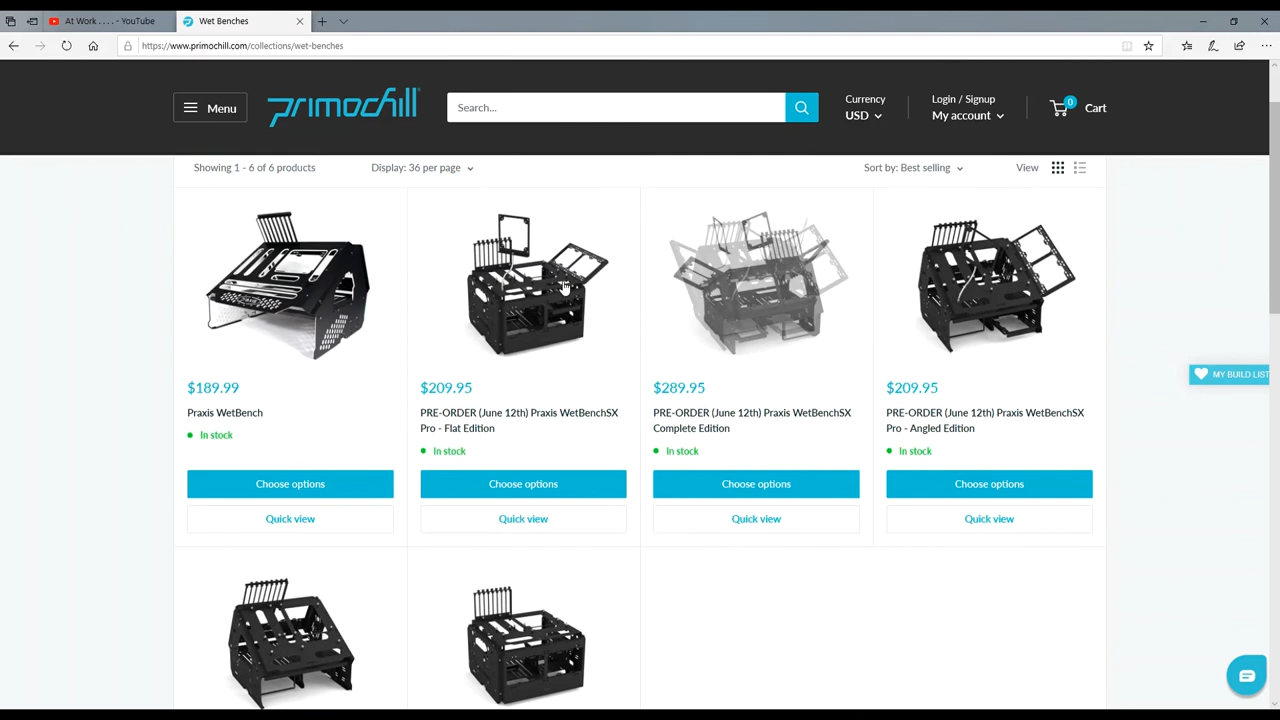 At Work . . . . - YouTube
Wet Benches
https://www.primochill.com/collections/wet-benches
Menu
primochill
Search...
Currency
USD
Login / Signup
My account
0
Cart
Showing 1 - 6 of 6 products
Display: 36 per page
Sort by: Best selling
View
$189.99
Praxis WetBench
In stock
Choose options
Quick view
$209.95
PRE-ORDER (June 12th) Praxis WetBenchSX
Pro - Flat Edition
In stock
Choose options
Quick view
$289.95
PRE-ORDER (June 12th) Praxis WetBenchSX
Complete Edition
In stock
Choose options
Quick view
$209.95
PRE-ORDER (June 12th) Praxis WetBenchSX
Pro - Angled Edition
In stock
Choose options
Quick view
MY BUILD LIST